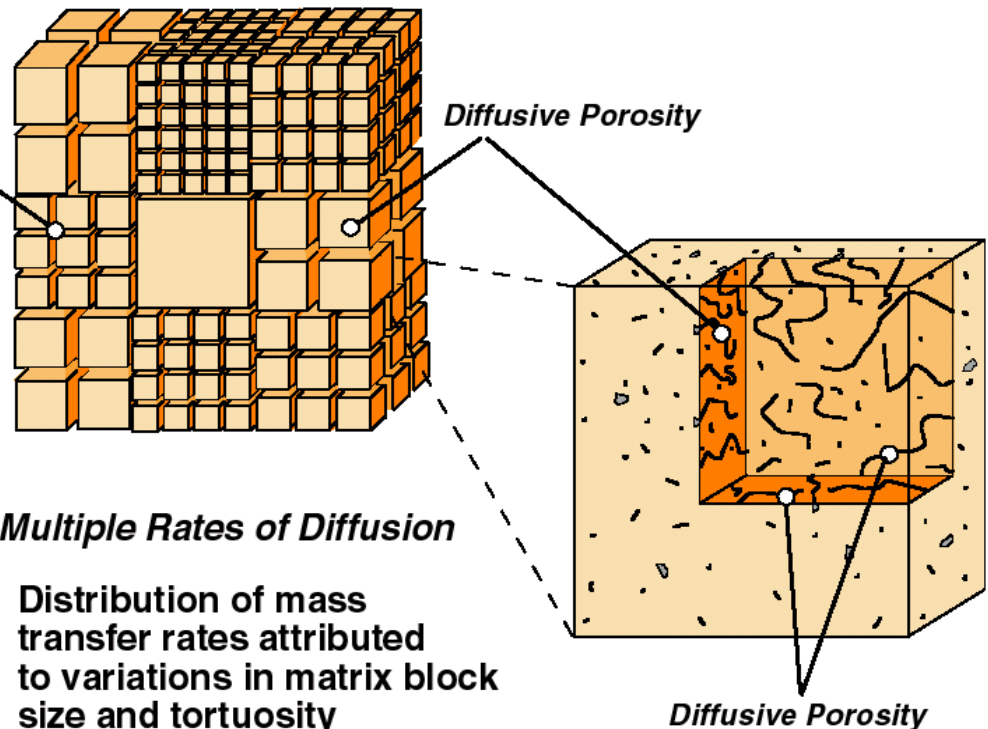 Diffusive Porosity
Multiple Rates of Diffusion
Distribution of mass
transfer rates attributed
to variations in matrix block
size and tortuosity
Diffusive Porosity